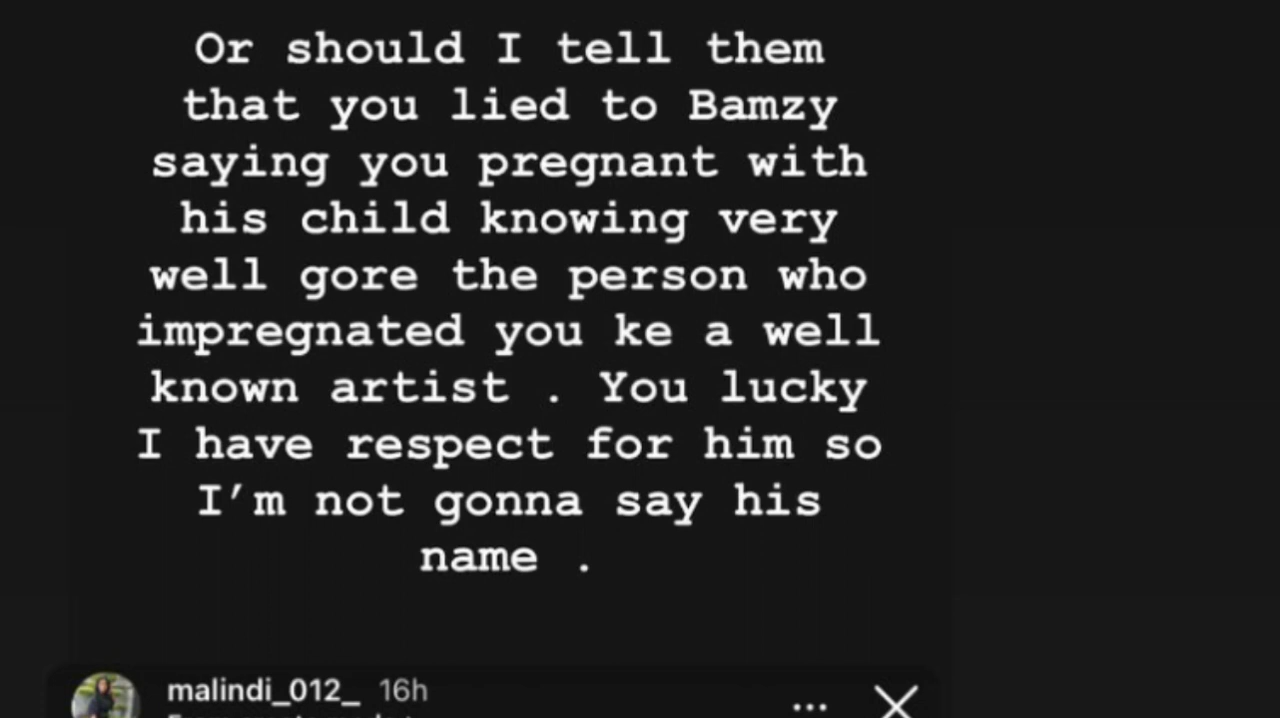 Or should I tell them
that you lied to Bamzy
saying you pregnant with
his child knowing very
well gore the person who
impregnated you ke a well
known artist . You lucky
I have respect for him so
I’m not gonna say his
name .
malindi_012_ 16h